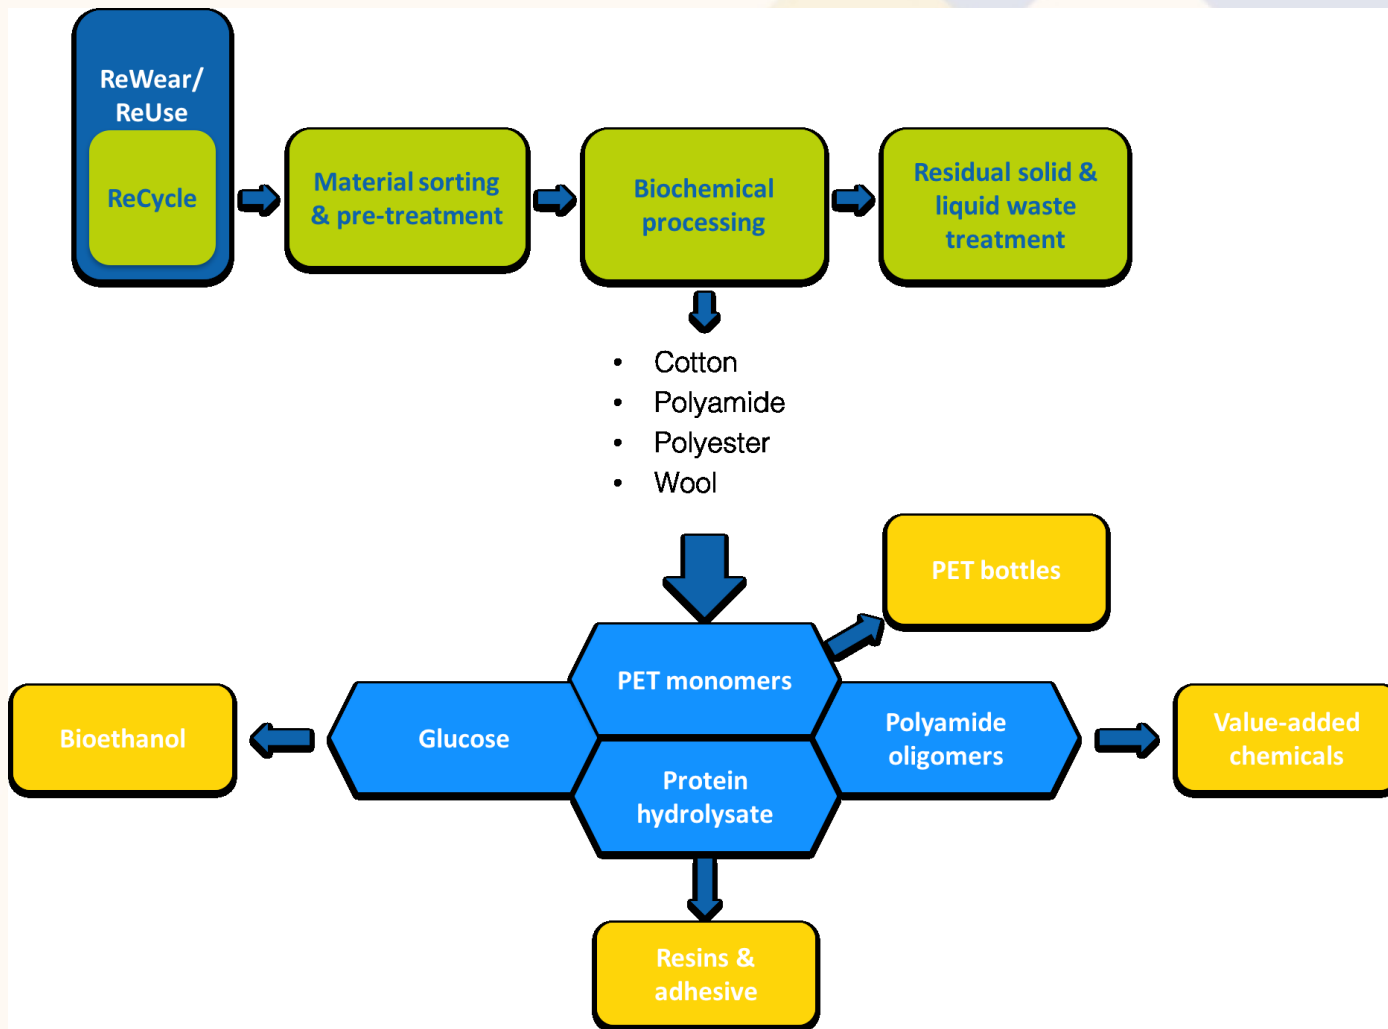 ReWear/
ReUse
ReCycle
Material sorting
& pre-treatment
Biochemical
processing
Residual solid &
liquid waste
treatment
• Cotton
• Polyamide
• Polyester
• Wool
PET bottles
PET monomers
Bioethanol
Glucose
Polyamide
oligomers
Value-added
chemicals
Protein
hydrolysate
Resins &
adhesive